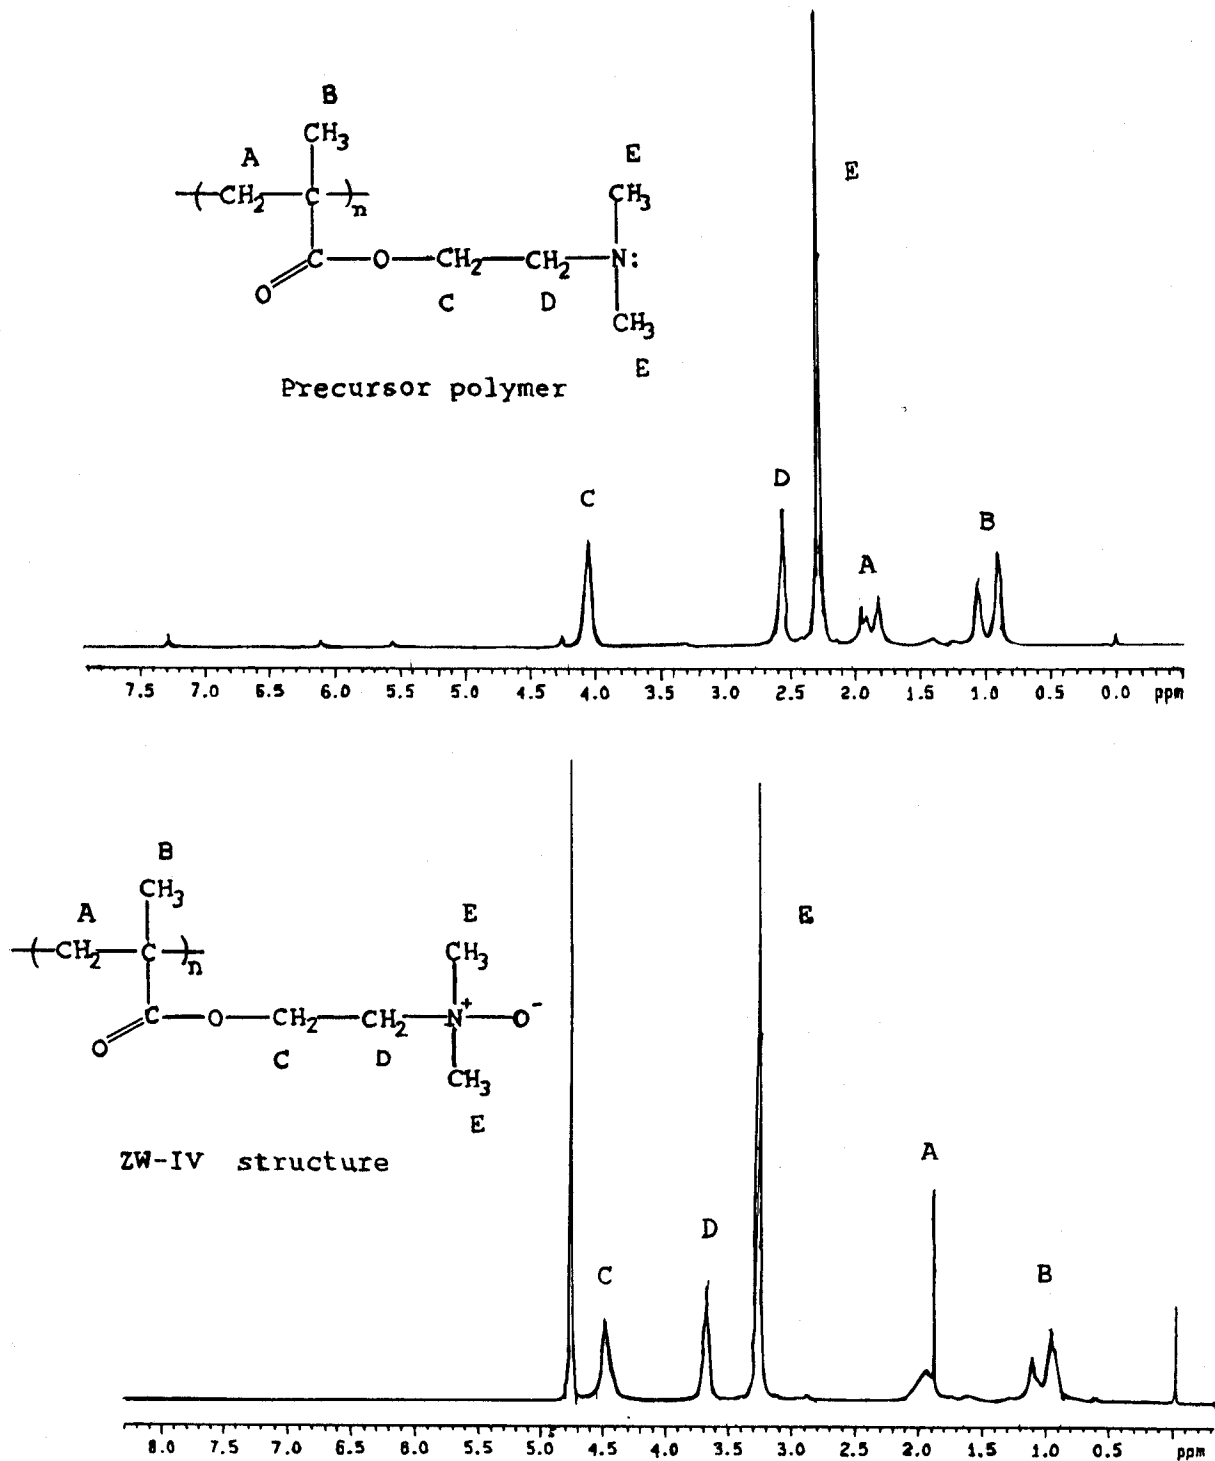 B
CH3
A
E
E
( CH2 C )n
CH3
C O CH2 CH2 N:
O
C D
CH3
E
Precursor polymer
C
D
A
B
7.5 7.0 6.5 6.0 5.5 5.0 4.5 4.0 3.5 3.0 2.5 2.0 1.5 1.0 0.5 0.0 ppm
B
CH3
A
E
E
( CH2 C )n
CH3
C O CH2 CH2 N+ O-
O
C D
CH3
E
ZW-IV structure
A
D
C
B
8.0 7.5 7.0 6.5 6.0 5.5 5.0 4.5 4.0 3.5 3.0 2.5 2.0 1.5 1.0 0.5 ppm